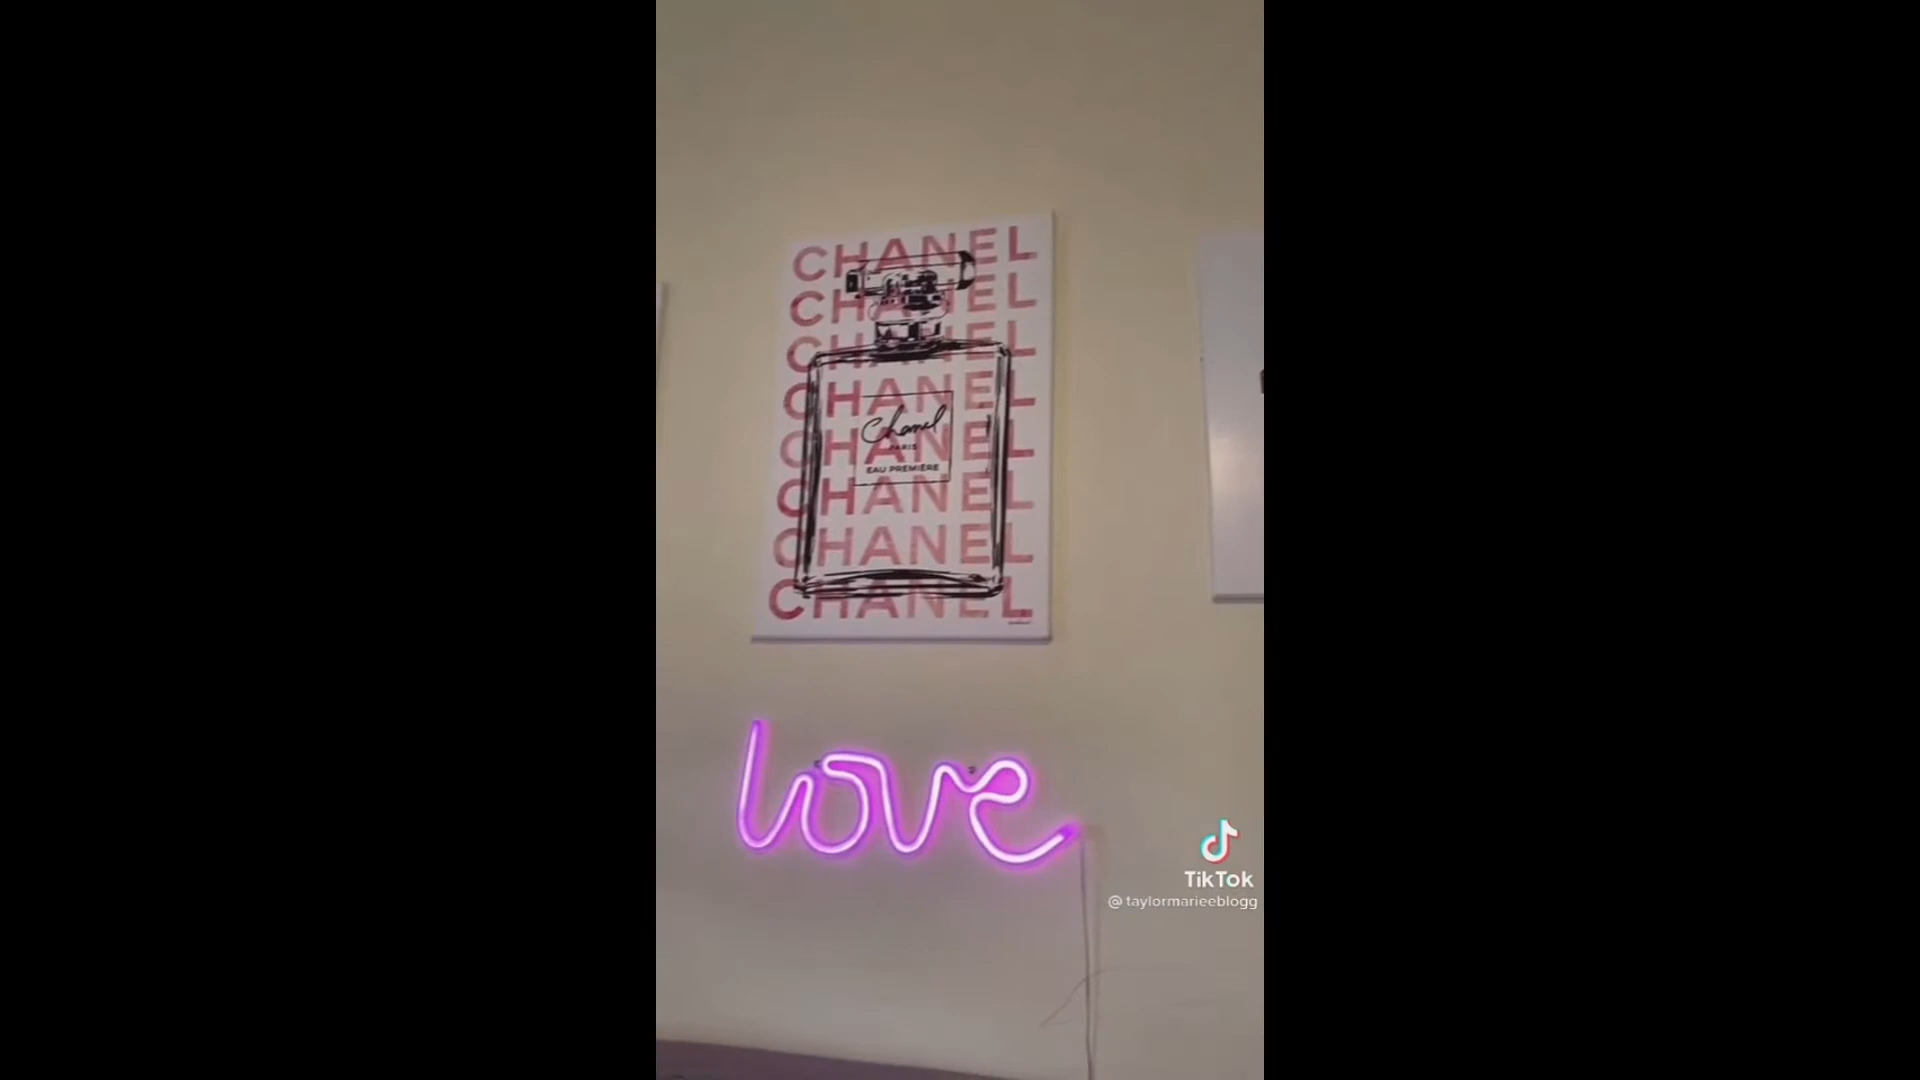 CHANEL
CHANEL
CHANEL
CHANEL
Chanel
CHANEL
PARIS
EAU PREMIÈRE
CHANEL
CHANEL
CHANEL
love
TikTok
@taylormarieeblogg